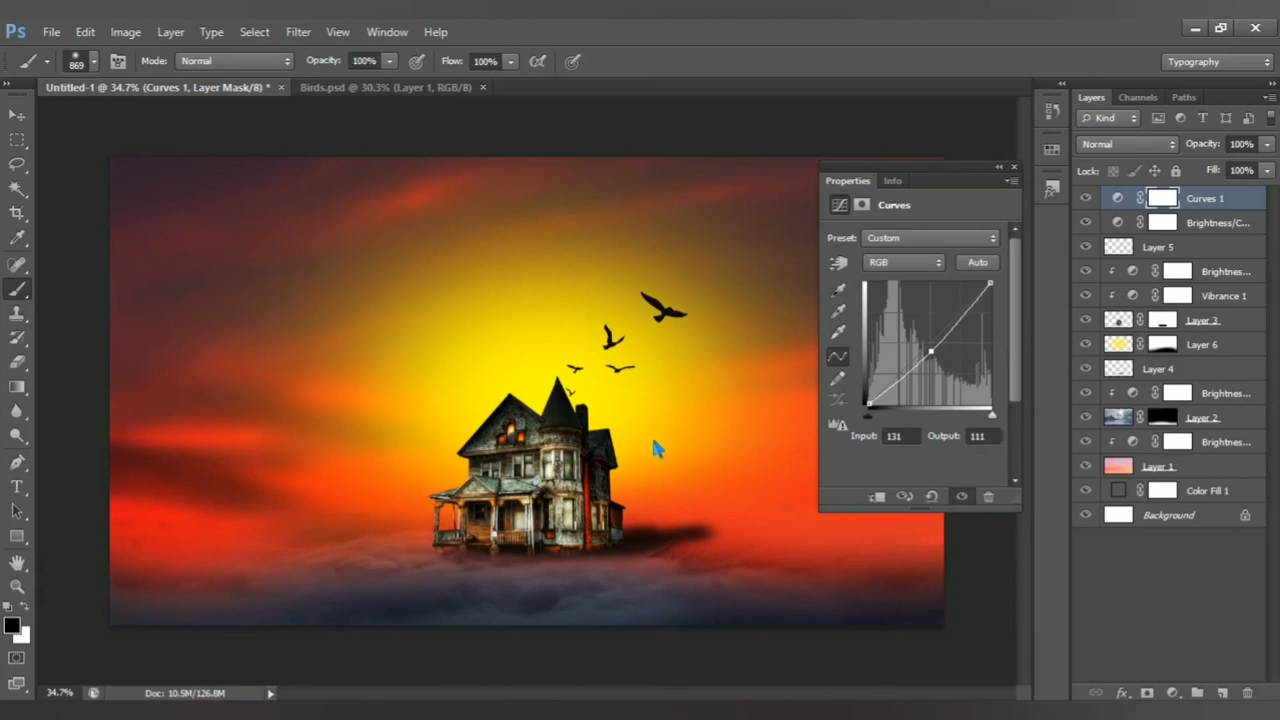 Ps File Edit Image Layer Type Select Filter View Window Help
869 Mode: Normal Opacity: 100% Flow: 100% Typography
Untitled-1 @ 34.7% (Curves 1, Layer Mask/8) * × Birds.psd @ 30.3% (Layer 1, RGB/8) ×
Layers Channels Paths
Kind
Normal Opacity: 100%
Lock: Fill: 100%
Properties Info
Curves
Preset: Custom
RGB Auto
Input: 131 Output: 111
Curves 1
Brightness/C...
Layer 5
Brightnes...
Vibrance 1
Layer 3
Layer 6
Layer 4
Brightnes...
Layer 2
Brightnes...
Layer 1
Color Fill 1
Background
34.7% Doc: 10.5M/126.8M